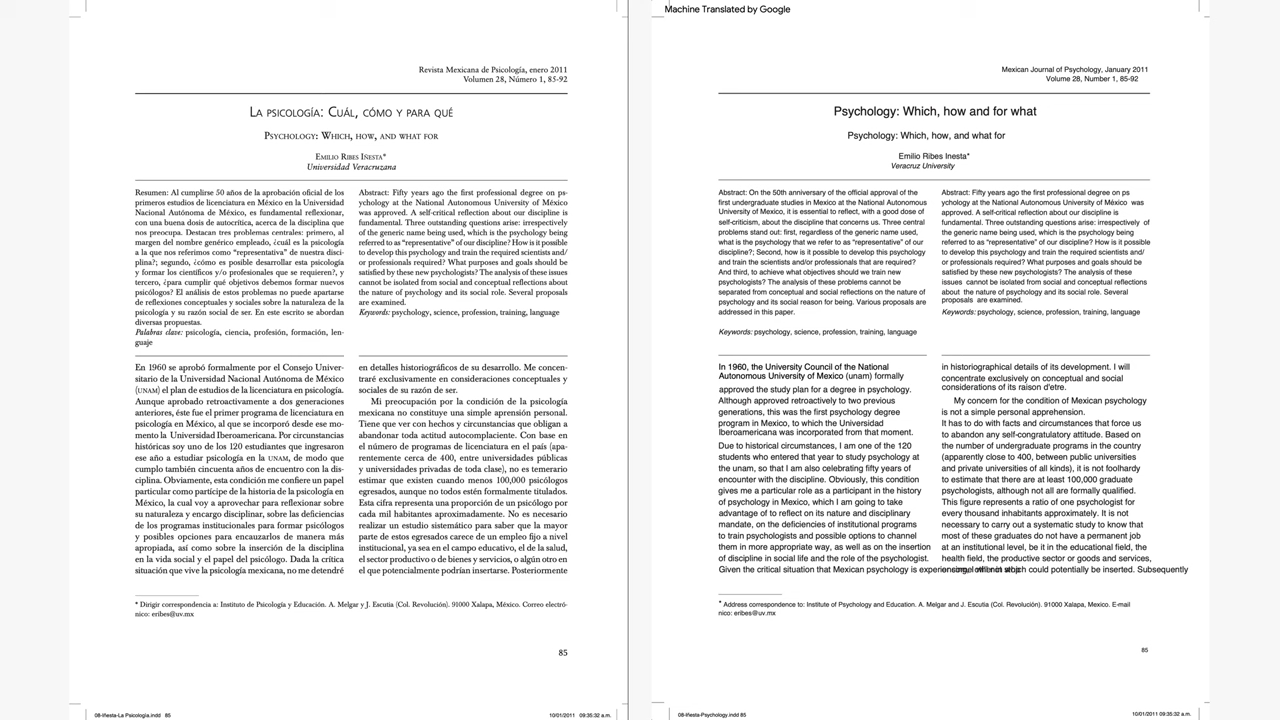 Revista Mexicana de Psicología, enero 2011
Volumen 28, Número 1, 85-92
La psicología: Cuál, cómo y para qué
Psychology: Which, how, and what for
Emilio Ribes Iñesta*
Universidad Veracruzana
Resumen: Al cumplirse 50 años de la aprobación oficial de los
primeros estudios de licenciatura en México en la Universidad
Nacional Autónoma de México, es fundamental reflexionar,
con una buena dosis de autocrítica, acerca de la disciplina que
nos preocupa. Destacan tres problemas centrales: primero, al
margen del nombre genérico empleado, ¿cuál es la psicología
a la que nos referimos como “representativa” de nuestra disci-
plina?; segundo, ¿cómo es posible desarrollar esta psicología
y formar los científicos y/o profesionales que se requieren?, y
tercero, ¿para cumplir qué objetivos debemos formar nuevos
psicólogos? El análisis de estos problemas no puede apartarse
de reflexiones conceptuales y sociales sobre la naturaleza de la
psicología y su razón social de ser. En este escrito se abordan
diversas propuestas.
Palabras clave: psicología, ciencia, profesión, formación, len-
guaje
Abstract: Fifty years ago the first professional degree on ps-
ychology at the National Autonomous University of México
was approved. A self-critical reflection about our discipline is
fundamental. Three outstanding questions arise: irrespectively
of the generic name being used, which is the psychology being
referred to as “representative” of our discipline? How is it possible
to develop this psychology and train the required scientists and/
or professionals required? What purposes and goals should be
satisfied by these new psychologists? The analysis of these issues
cannot be isolated from social and conceptual reflections about
the nature of psychology and its social role. Several proposals
are examined.
Keywords: psychology, science, profession, training, language
En 1960 se aprobó formalmente por el Consejo Univer-
sitario de la Universidad Nacional Autónoma de México
(UNAM) el plan de estudios de la licenciatura en psicología.
Aunque aprobado retroactivamente a dos generaciones
anteriores, éste fue el primer programa de licenciatura en
psicología en México, al que se incorporó desde ese mo-
mento la Universidad Iberoamericana. Por circunstancias
históricas soy uno de los 120 estudiantes que ingresaron
ese año a estudiar psicología en la UNAM, de modo que
cumplo también cincuenta años de encuentro con la dis-
ciplina. Obviamente, esta condición me confiere un papel
particular como partícipe de la historia de la psicología en
México, la cual voy a aprovechar para reflexionar sobre
su naturaleza y encargo disciplinar, sobre las deficiencias
de los programas institucionales para formar psicólogos
y posibles opciones para encauzarlos de manera más
apropiada, así como sobre la inserción de la disciplina
en la vida social y el papel del psicólogo. Dada la crítica
situación que vive la psicología mexicana, no me detendré
en detalles historiográficos de su desarrollo. Me concen-
traré exclusivamente en consideraciones conceptuales y
sociales de su razón de ser.
Mi preocupación por la condición de la psicología
mexicana no constituye una simple aprensión personal.
Tiene que ver con hechos y circunstancias que obligan a
abandonar toda actitud autocomplaciente. Con base en
el número de programas de licenciatura en el país (apa-
rentemente cerca de 400, entre universidades públicas
y universidades privadas de toda clase), no es temerario
estimar que existen cuando menos 100,000 psicólogos
egresados, aunque no todos estén formalmente titulados.
Esta cifra representa una proporción de un psicólogo por
cada mil habitantes aproximadamente. No es necesario
realizar un estudio sistemático para saber que la mayor
parte de estos egresados carece de un empleo fijo a nivel
institucional, ya sea en el campo educativo, el de la salud,
el sector productivo o de bienes y servicios, o algún otro en
el que potencialmente podrían insertarse. Posteriormente
* Dirigir correspondencia a: Instituto de Psicología y Educación. A. Melgar y J. Escutia (Col. Revolución). 91000 Xalapa, México. Correo electró-
nico: eribes@uv.mx
85
08-Iñesta-La Psicología.indd 85
10/01/2011 09:35:32 a.m.
Machine Translated by Google
Mexican Journal of Psychology, January 2011
Volume 28, Number 1, 85-92
Psychology: Which, how and for what
Psychology: Which, how, and what for
Emilio Ribes Inesta*
Veracruz University
Abstract: On the 50th anniversary of the official approval of the
first undergraduate studies in Mexico at the National Autonomous
University of Mexico, it is essential to reflect, with a good dose of
self-criticism, about the discipline that concerns us. Three central
problems stand out: first, regardless of the generic name used,
what is the psychology that we refer to as “representative” of our
discipline?; Second, how is it possible to develop this psychology
and train the scientists and/or professionals that are required?
And third, to achieve what objectives should we train new
psychologists? The analysis of these problems cannot be
separated from conceptual and social reflections on the nature of
psychology and its social reason for being. Various proposals are
addressed in this paper.
Keywords: psychology, science, profession, training, language
Abstract: Fifty years ago the first professional degree on ps
ychology at the National Autonomous University of México was
approved. A self-critical reflection about our discipline is
fundamental. Three outstanding questions arise: irrespectively of
the generic name being used, which is the psychology being
referred to as “representative” of our discipline? How is it possible
to develop this psychology and train the required scientists and/
or professionals required? What purposes and goals should be
satisfied by these new psychologists? The analysis of these
issues cannot be isolated from social and conceptual reflections
about the nature of psychology and its social role. Several
proposals are examined.
Keywords: psychology, science, profession, training, language
In 1960, the University Council of the National
Autonomous University of Mexico (unam) formally
approved the study plan for a degree in psychology.
Although approved retroactively to two previous
generations, this was the first psychology degree
program in Mexico, to which the Universidad
Iberoamericana was incorporated from that moment.
Due to historical circumstances, I am one of the 120
students who entered that year to study psychology at
the unam, so that I am also celebrating fifty years of
encounter with the discipline. Obviously, this condition
gives me a particular role as a participant in the history
of psychology in Mexico, which I am going to take
advantage of to reflect on its nature and disciplinary
mandate, on the deficiencies of institutional programs
to train psychologists and possible options to channel
them in more appropriate way, as well as on the insertion
of discipline in social life and the role of the psychologist.
Given the critical situation that Mexican psychology is
in historiographical details of its development. I will
concentrate exclusively on conceptual and social
considerations of its raison d'etre.
My concern for the condition of Mexican psychology
is not a simple personal apprehension.
It has to do with facts and circumstances that force us
to abandon any self-congratulatory attitude. Based on
the number of undergraduate programs in the country
(apparently close to 400, between public universities
and private universities of all kinds), it is not foolhardy
to estimate that there are at least 100,000 graduate
psychologists, although not all are formally qualified.
This figure represents a ratio of one psychologist for
every thousand inhabitants approximately. It is not
necessary to carry out a systematic study to know that
most of these graduates do not have a permanent job
at an institutional level, be it in the educational field, the
health field, the productive sector or goods and services,
which could potentially be inserted. Subsequently
* Address correspondence to: Institute of Psychology and Education. A. Melgar and J. Escutia (Col. Revolución). 91000 Xalapa, Mexico. E-mail
nico: eribes@uv.mx
85
08-Iñesta-Psychology.indd 85
10/01/2011 09:35:32 a.m.